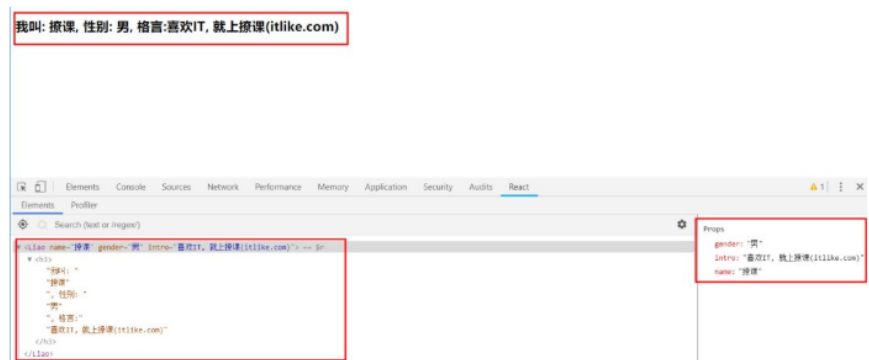 我叫: 撩课, 性别: 男, 格言:喜欢IT, 就上撩课(itlike.com)
Elements Console Sources Network Performance Memory Application Security Audits React 1
Elements Profiler
Search (text or /regex/)
Props
<Liao name="撩课" gender="男" intro="喜欢IT, 就上撩课(itlike.com)"> == $r
gender: "男"
<h3>
intro: "喜欢IT, 就上撩课(itlike.com)"
"我叫: "
name: "撩课"
"撩课"
", 性别: "
"男"
", 格言:"
"喜欢IT, 就上撩课(itlike.com)"
</h3>
</Liao>